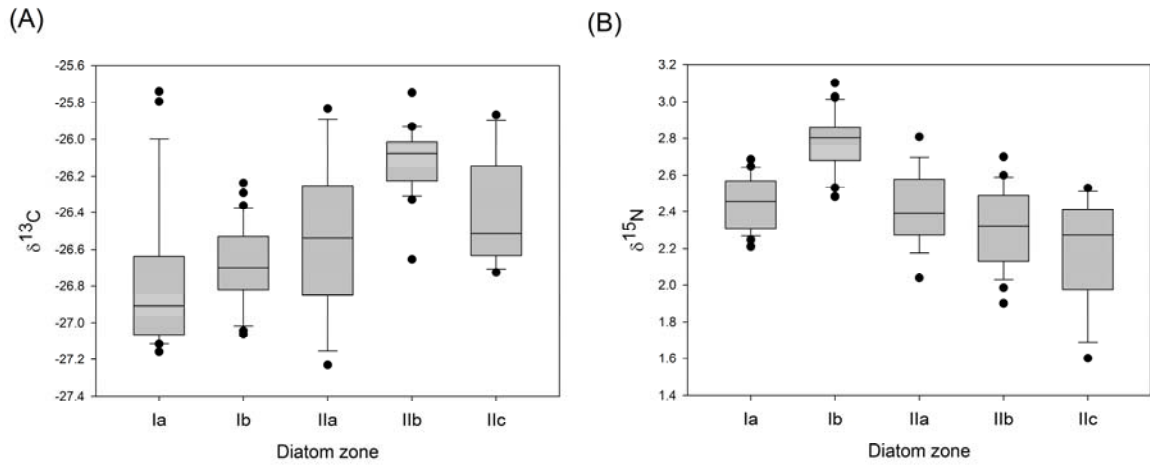 (A)
δ13C
-25.6
-25.8
-26.0
-26.2
-26.4
-26.6
-26.8
-27.0
-27.2
-27.4
Ia Ib IIa IIb IIc
Diatom zone
(B)
δ15N
3.2
3.0
2.8
2.6
2.4
2.2
2.0
1.8
1.6
1.4
Ia Ib IIa IIb IIc
Diatom zone